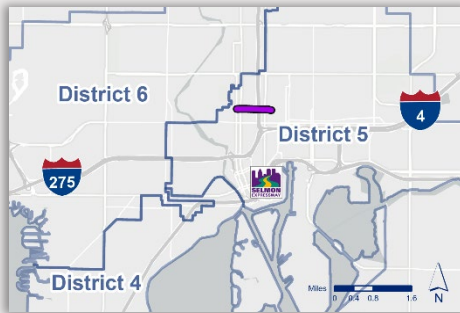 District 6
District 5
4
275
SELMON
EXPRESSWAY
District 4
Miles
0 0.4 0.8 1.6
N